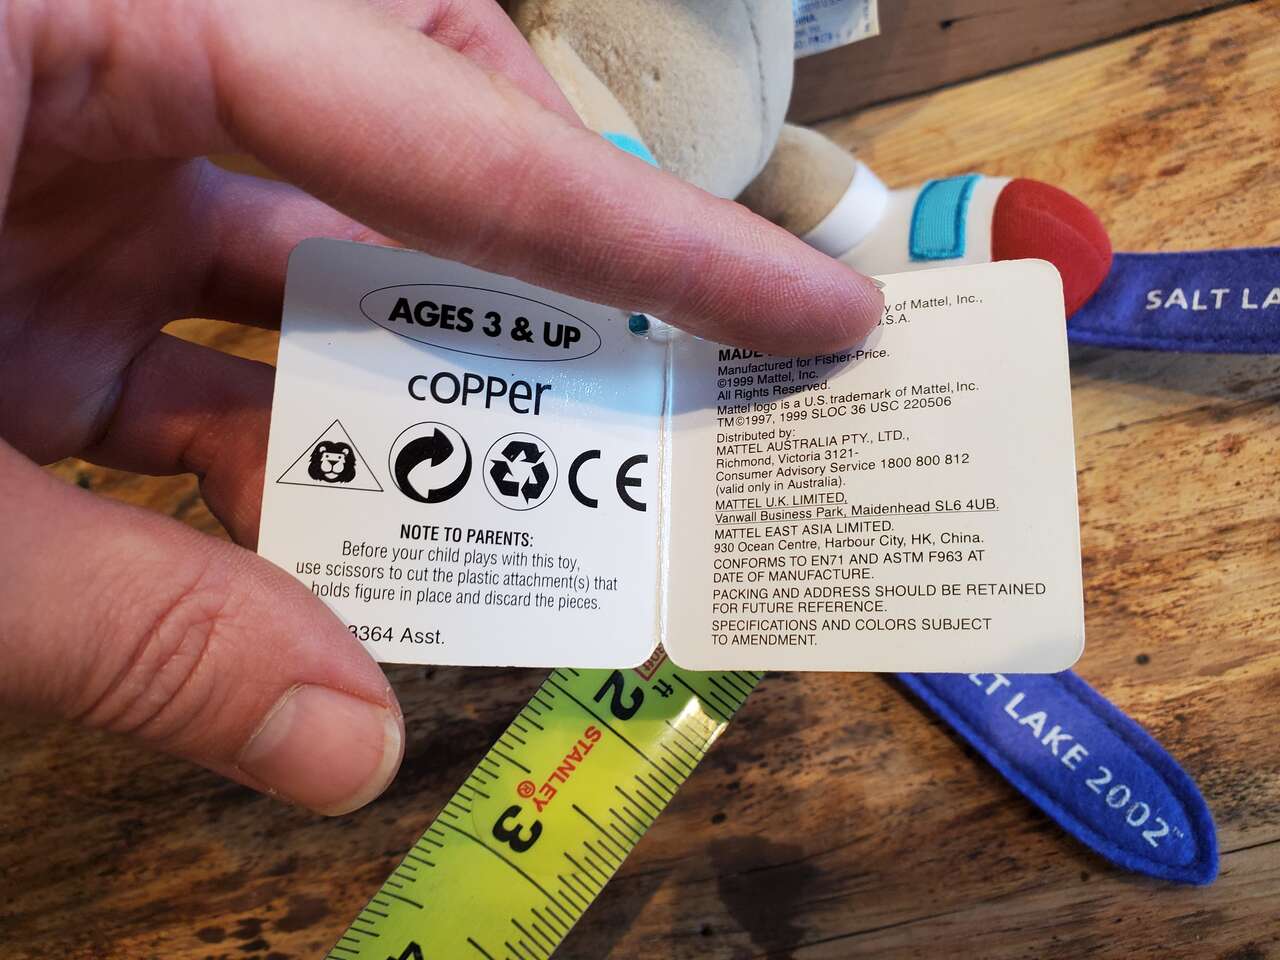 AGES 3 & UP
cOPPer
CE
NOTE TO PARENTS:
Before your child plays with this toy,
use scissors to cut the plastic attachment(s) that
holds figure in place and discard the pieces.
3364 Asst.
of Mattel, Inc.,
U.S.A.
MADE
Manufactured for Fisher-Price.
©1999 Mattel, Inc.
All Rights Reserved.
Mattel logo is a U.S. trademark of Mattel, Inc.
TM©1997, 1999 SLOC 36 USC 220506
Distributed by:
MATTEL AUSTRALIA PTY., LTD.,
Richmond, Victoria 3121-
Consumer Advisory Service 1800 800 812
(valid only in Australia).
MATTEL U.K. LIMITED,
Vanwall Business Park, Maidenhead SL6 4UB.
MATTEL EAST ASIA LIMITED.
930 Ocean Centre, Harbour City, HK, China.
CONFORMS TO EN71 AND ASTM F963 AT
DATE OF MANUFACTURE.
PACKING AND ADDRESS SHOULD BE RETAINED
FOR FUTURE REFERENCE.
SPECIFICATIONS AND COLORS SUBJECT
TO AMENDMENT.
SALT LA
LT LAKE 2002™
2 ft
STANLEY®
3
4